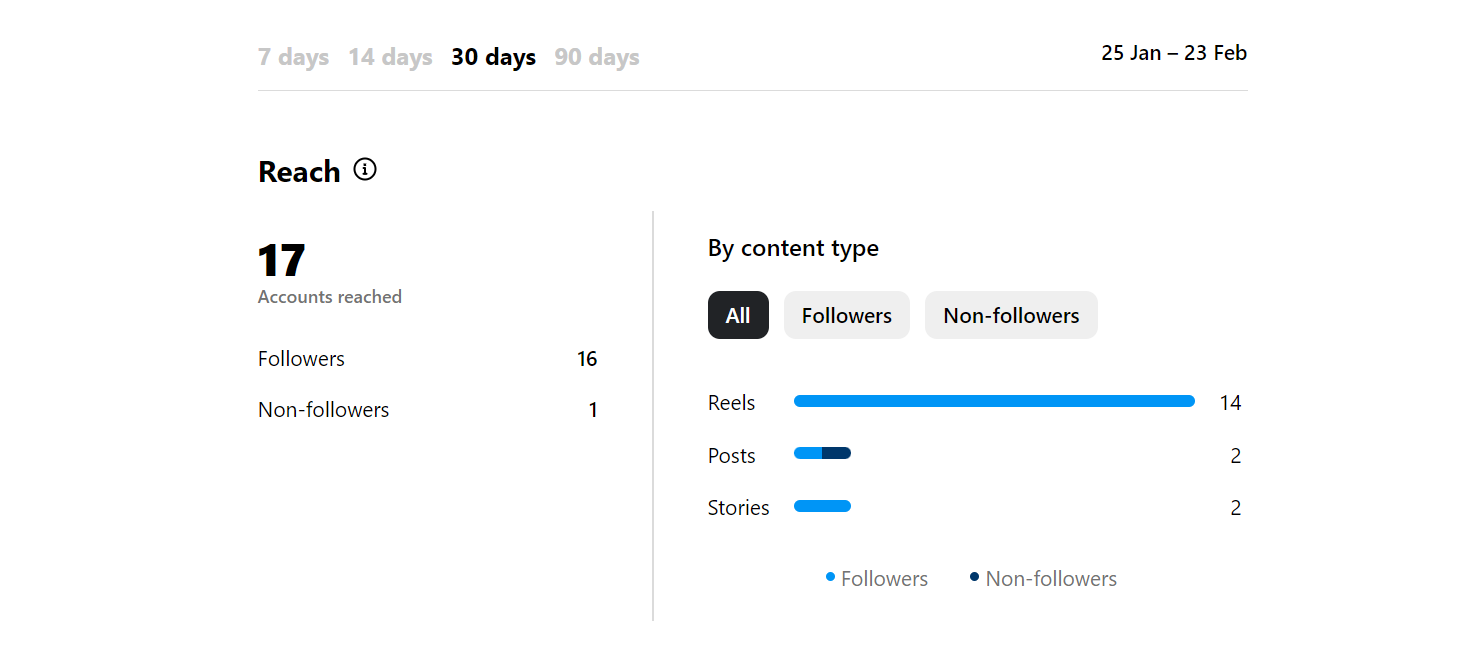 7 days 14 days 30 days 90 days 25 Jan – 23 Feb
Reach
17
Accounts reached
Followers 16
Non-followers 1
By content type
All Followers Non-followers
Reels 14
Posts 2
Stories 2
Followers Non-followers